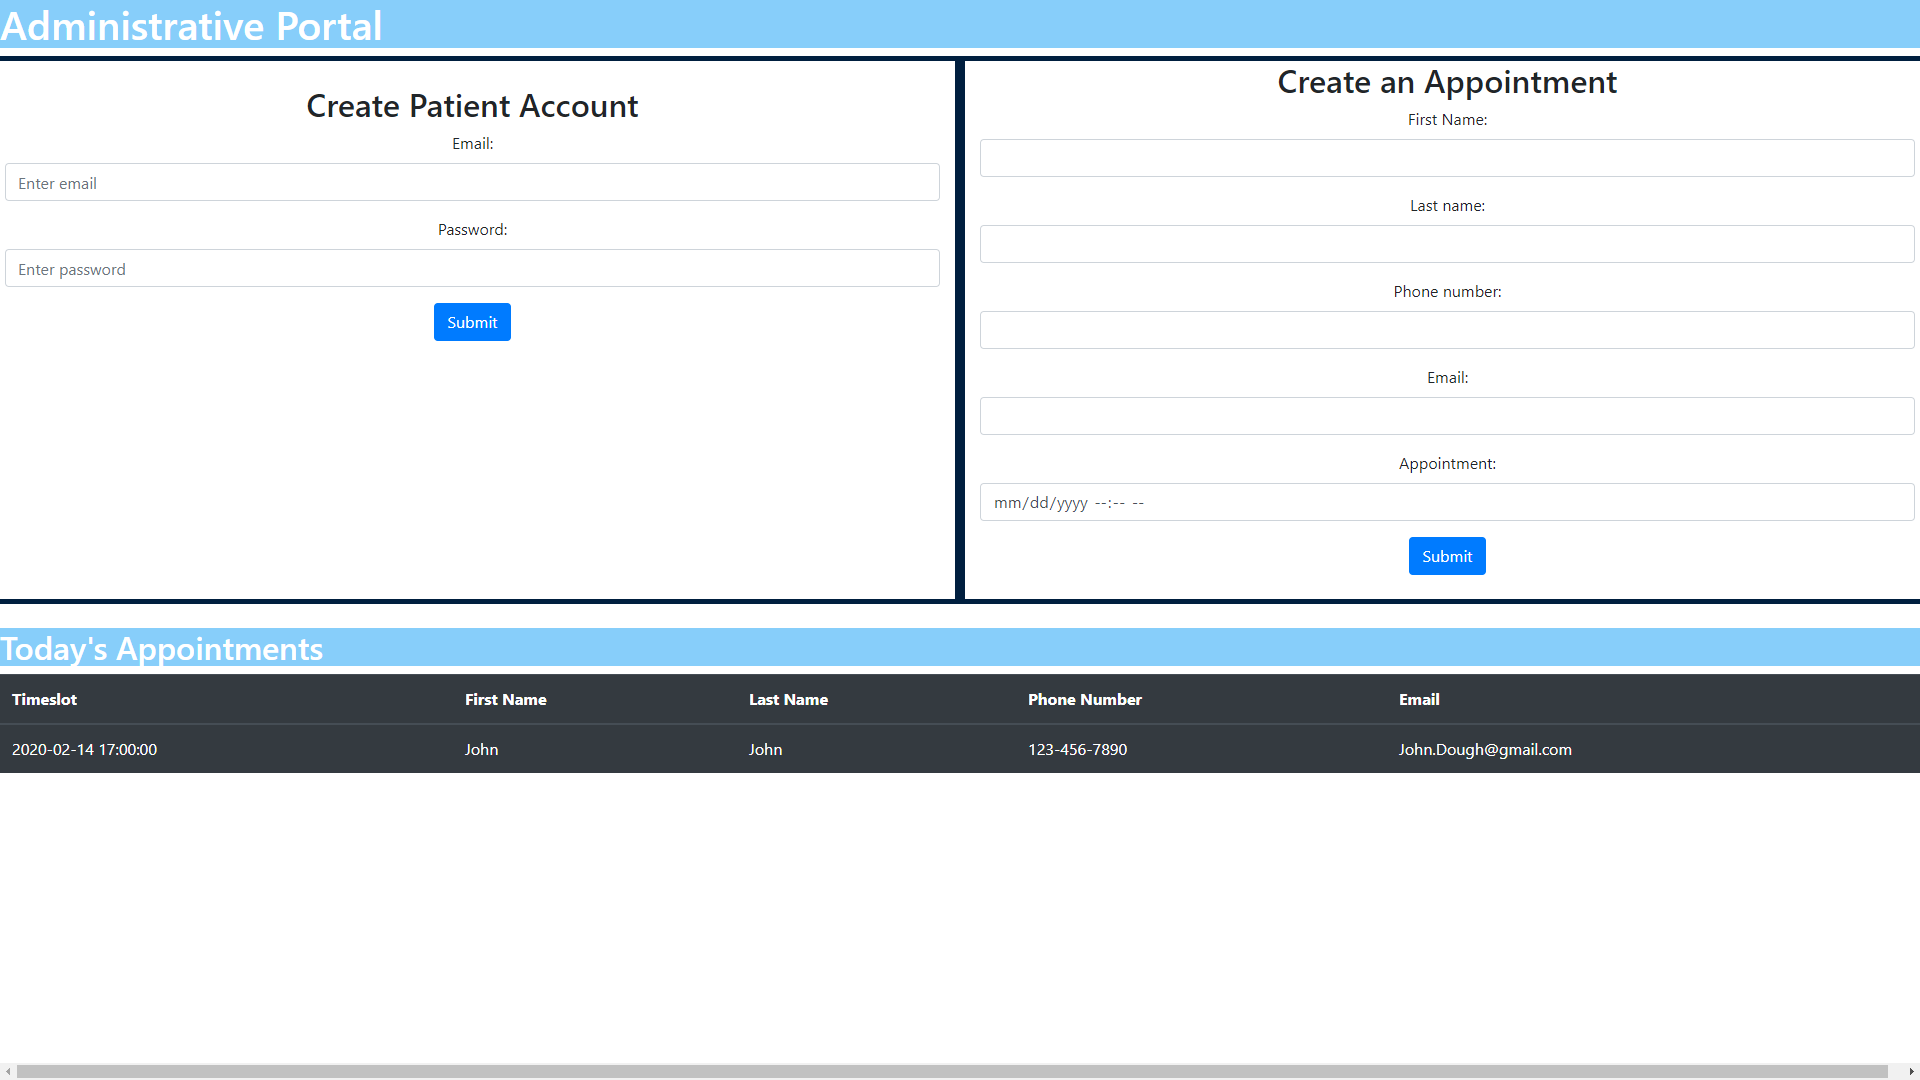 Administrative Portal
Create Patient Account
Email:
Enter email
Password:
Enter password
Submit
Create an Appointment
First Name:
Last name:
Phone number:
Email:
Appointment:
mm/dd/yyyy --:-- --
Submit
Today's Appointments
Timeslot First Name Last Name Phone Number Email
2020-02-14 17:00:00 John John 123-456-7890 John.Dough@gmail.com